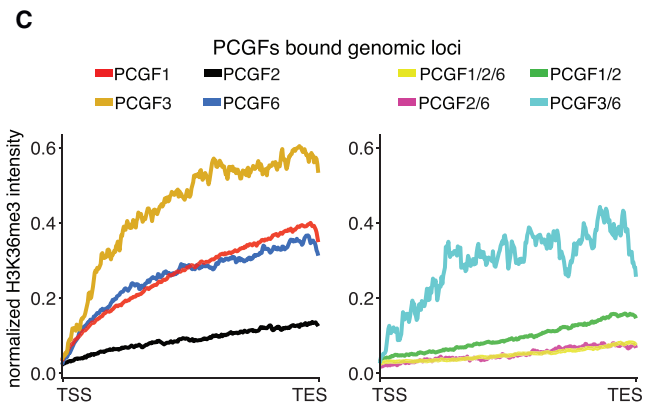 C
PCGFs bound genomic loci
PCGF1 PCGF2 PCGF1/2/6 PCGF1/2
PCGF3 PCGF6 PCGF2/6 PCGF3/6
normalized H3K36me3 intensity
0.6 0.6
0.4 0.4
0.2 0.2
0.0 0.0
TSS TES TSS TES